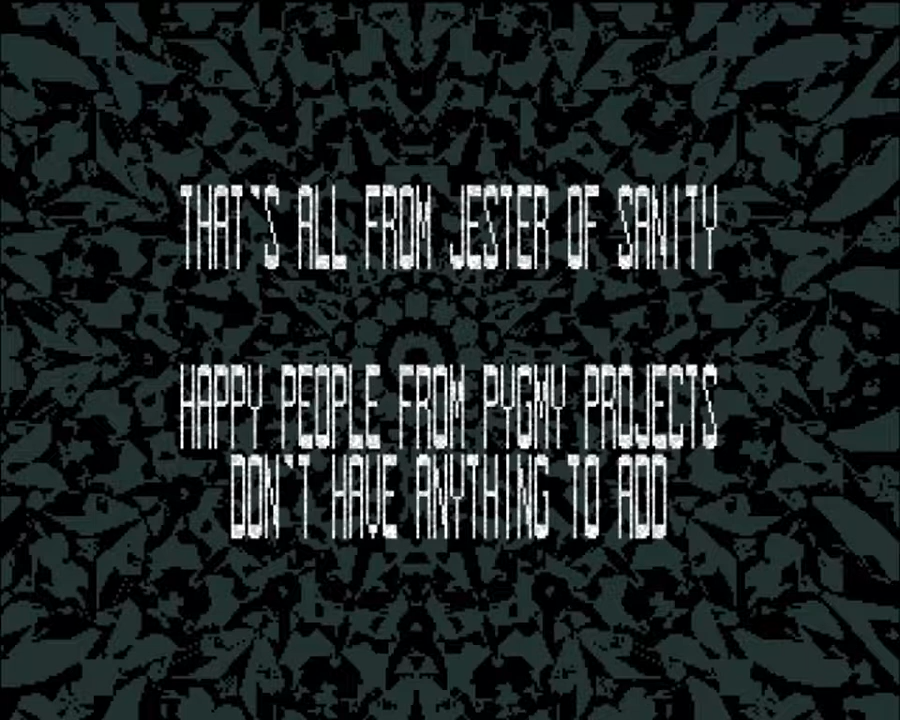 THAT'S ALL FROM JESTER OF SANITY
HAPPY PEOPLE FROM PYGMY PROJECTS
DON'T HAVE ANYTHING TO ADD